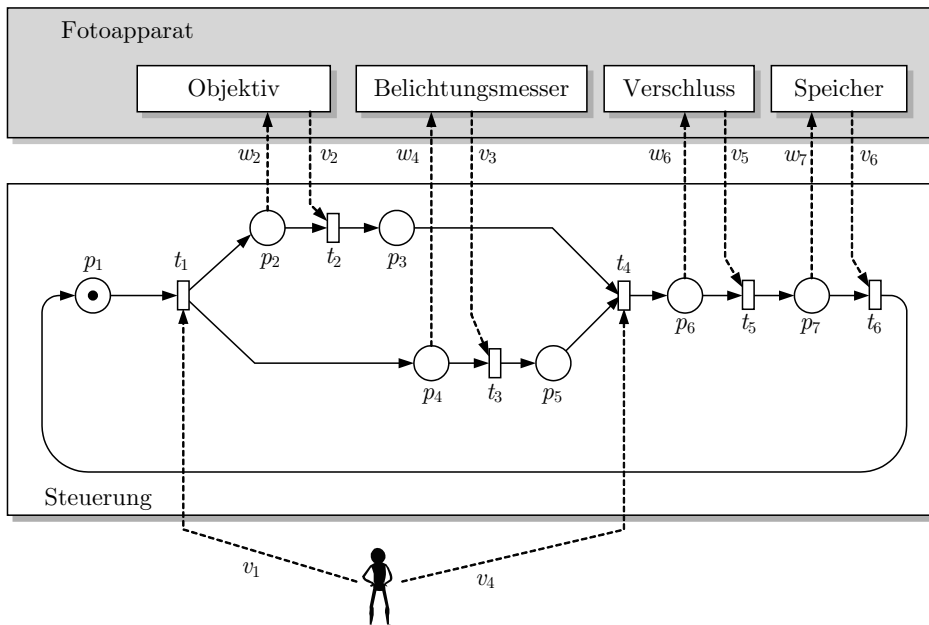 Fotoapparat
Objektiv Belichtungsmesser Verschluss Speicher
w2 v2 w4 v3 w6 v5 w7 v6
p1 t1 p2 t2 p3 t4
p6 t5 p7 t6
p4 t3 p5
Steuerung
v1 v4